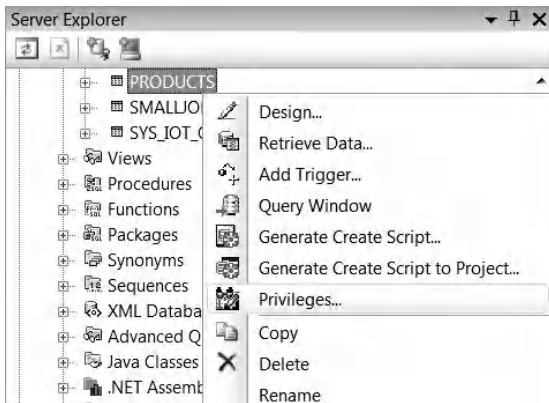 Server Explorer
PRODUCTS
SMALLJO
SYS_IOT_
Views
Procedures
Functions
Packages
Synonyms
Sequences
XML Databa
Advanced Q
Java Classes
.NET Assemb
Design...
Retrieve Data...
Add Trigger...
Query Window
Generate Create Script...
Generate Create Script to Project...
Privileges...
Copy
Delete
Rename